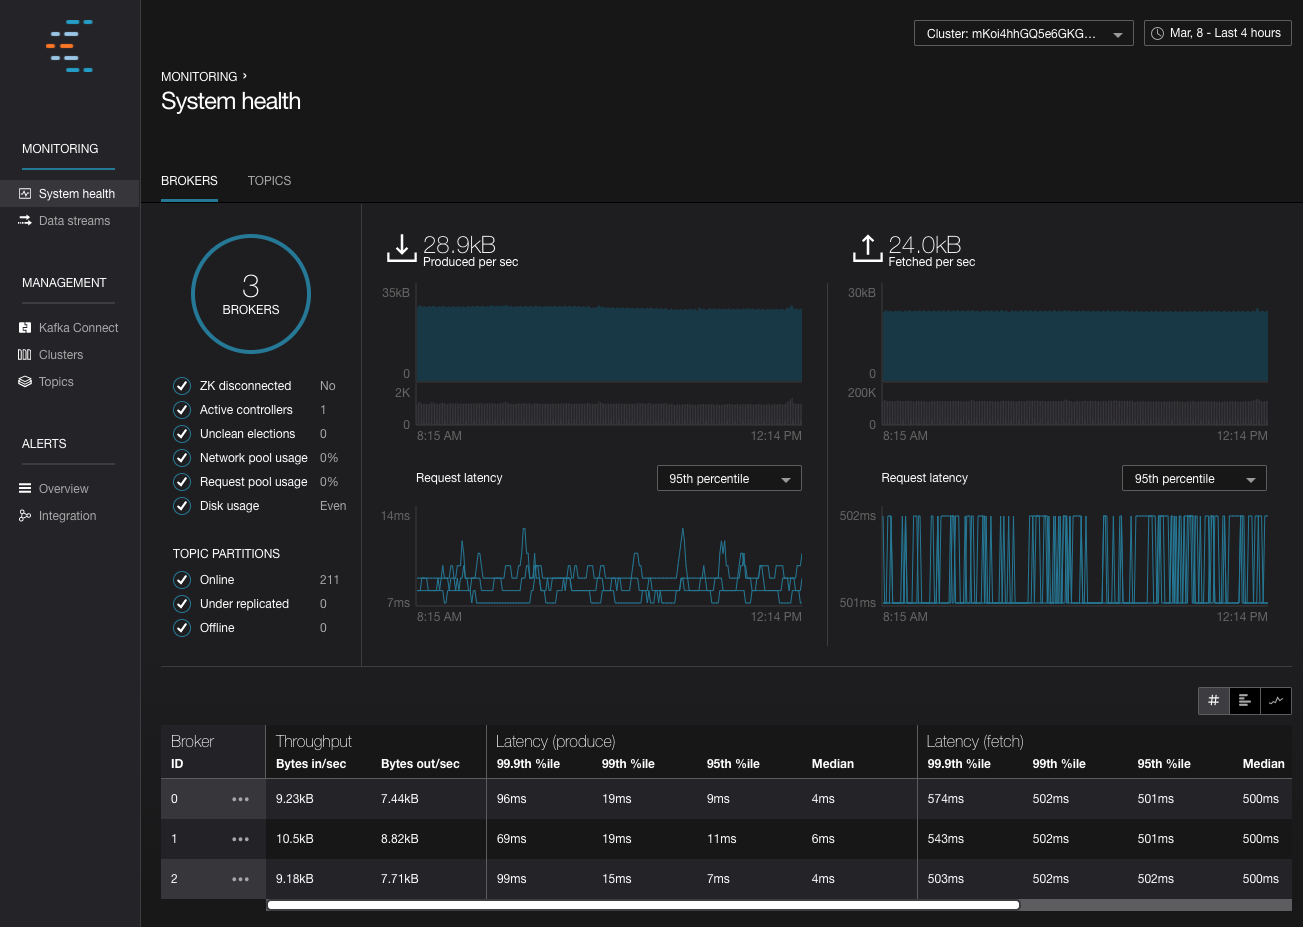 Cluster: mKoi4hhGQ5e6GKG...
Mar, 8 - Last 4 hours
MONITORING ›
System health
MONITORING
System health
Data streams
MANAGEMENT
Kafka Connect
Clusters
Topics
ALERTS
Overview
Integration
BROKERS TOPICS
3
BROKERS
ZK disconnected No
Active controllers 1
Unclean elections 0
Network pool usage 0%
Request pool usage 0%
Disk usage Even
TOPIC PARTITIONS
Online 211
Under replicated 0
Offline 0
28.9kB
Produced per sec
35kB
0
2K
0
8:15 AM 12:14 PM
Request latency 95th percentile
14ms
7ms
8:15 AM 12:14 PM
24.0kB
Fetched per sec
30kB
0
200K
0
8:15 AM 12:14 PM
Request latency 95th percentile
502ms
501ms
8:15 AM 12:14 PM
#
Broker Throughput Latency (produce) Latency (fetch)
ID Bytes in/sec Bytes out/sec 99.9th %ile 99th %ile 95th %ile Median 99.9th %ile 99th %ile 95th %ile Median
0 ••• 9.23kB 7.44kB 96ms 19ms 9ms 4ms 574ms 502ms 501ms 500ms
1 ••• 10.5kB 8.82kB 69ms 19ms 11ms 6ms 543ms 502ms 501ms 500ms
2 ••• 9.18kB 7.71kB 99ms 15ms 7ms 4ms 503ms 502ms 502ms 500ms